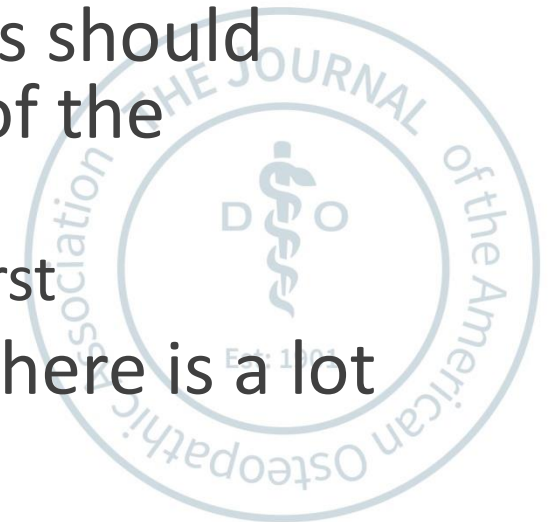 s should
of the
rst
here is a lot
THE JOURNAL of the American Osteopathic Association
D O
Est: 1901